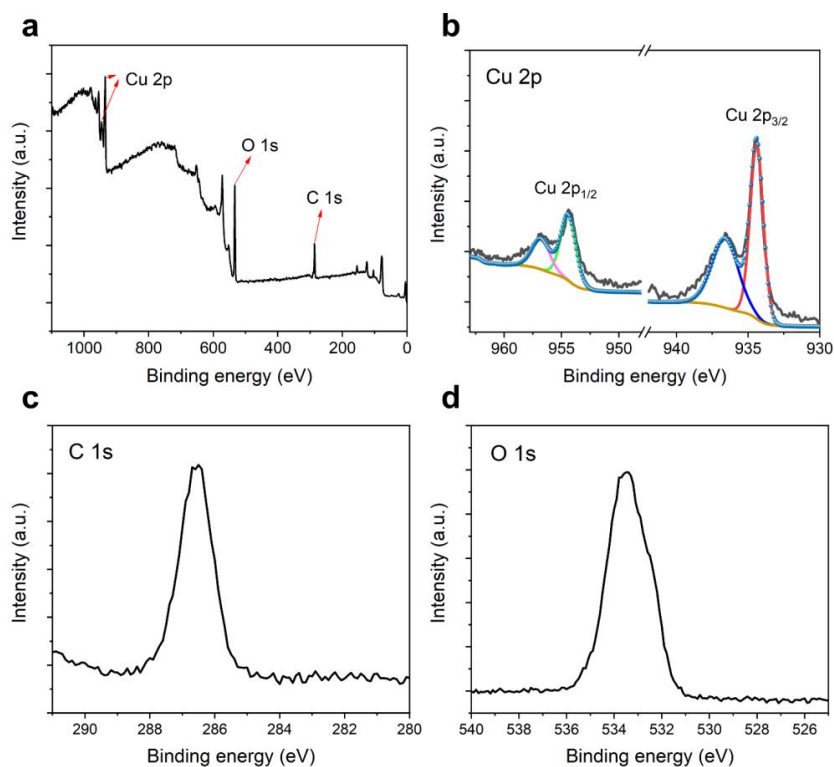 a
Cu 2p
O 1s
C 1s
Intensity (a.u.)
1000 800 600 400 200 0
Binding energy (eV)
b
Cu 2p
Cu 2p3/2
Cu 2p1/2
Intensity (a.u.)
960 955 950 940 935 930
Binding energy (eV)
c
C 1s
Intensity (a.u.)
290 288 286 284 282 280
Binding energy (eV)
d
O 1s
Intensity (a.u.)
540 538 536 534 532 530 528 526
Binding energy (eV)